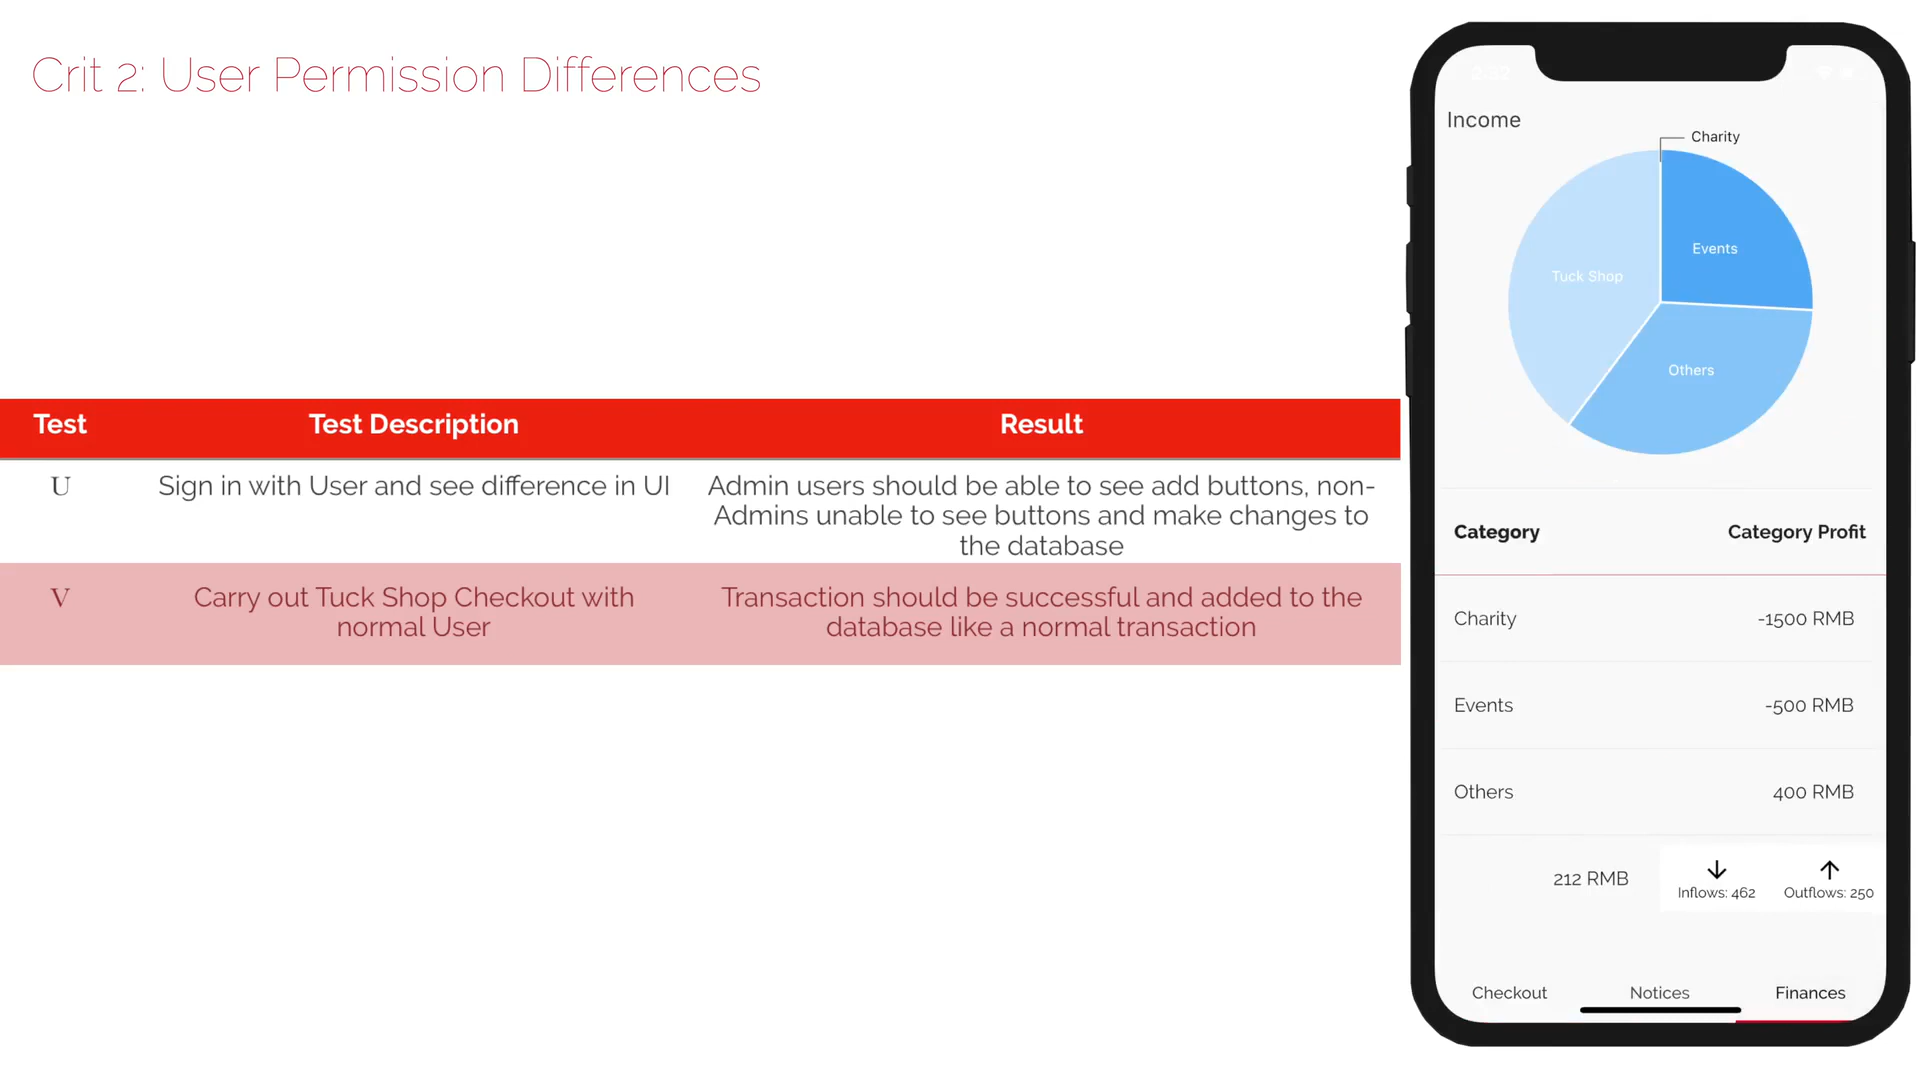 Crit 2: User Permission Differences
Test Test Description Result
U Sign in with User and see difference in UI Admin users should be able to see add buttons, non-
Admins unable to see buttons and make changes to
the database
V Carry out Tuck Shop Checkout with Transaction should be successful and added to the
normal User database like a normal transaction
Income
Charity
Events
Tuck Shop
Others
Category Category Profit
Charity -1500 RMB
Events -500 RMB
Others 400 RMB
212 RMB
Inflows: 462 Outflows: 250
Checkout Notices Finances